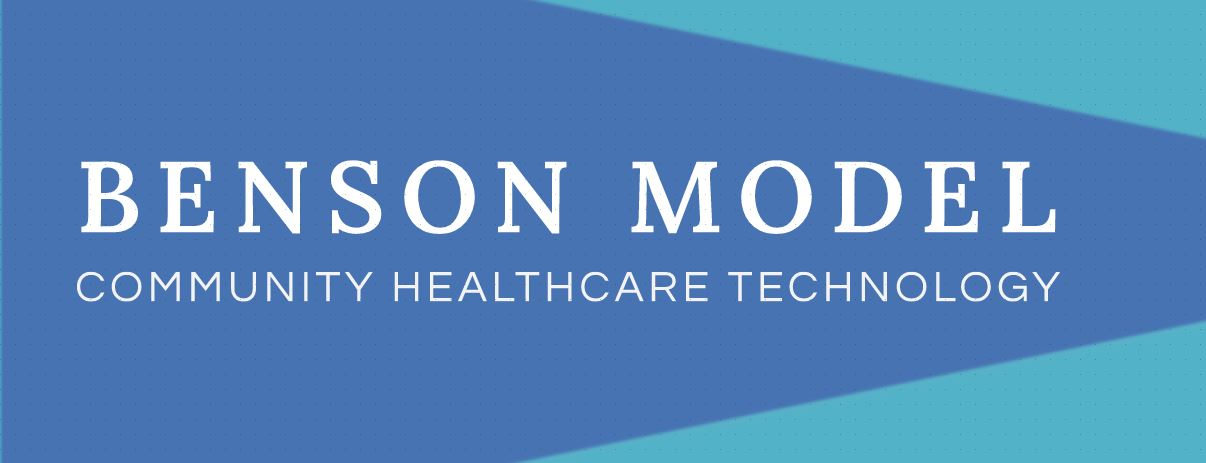 BENSON MODEL
COMMUNITY HEALTHCARE TECHNOLOGY